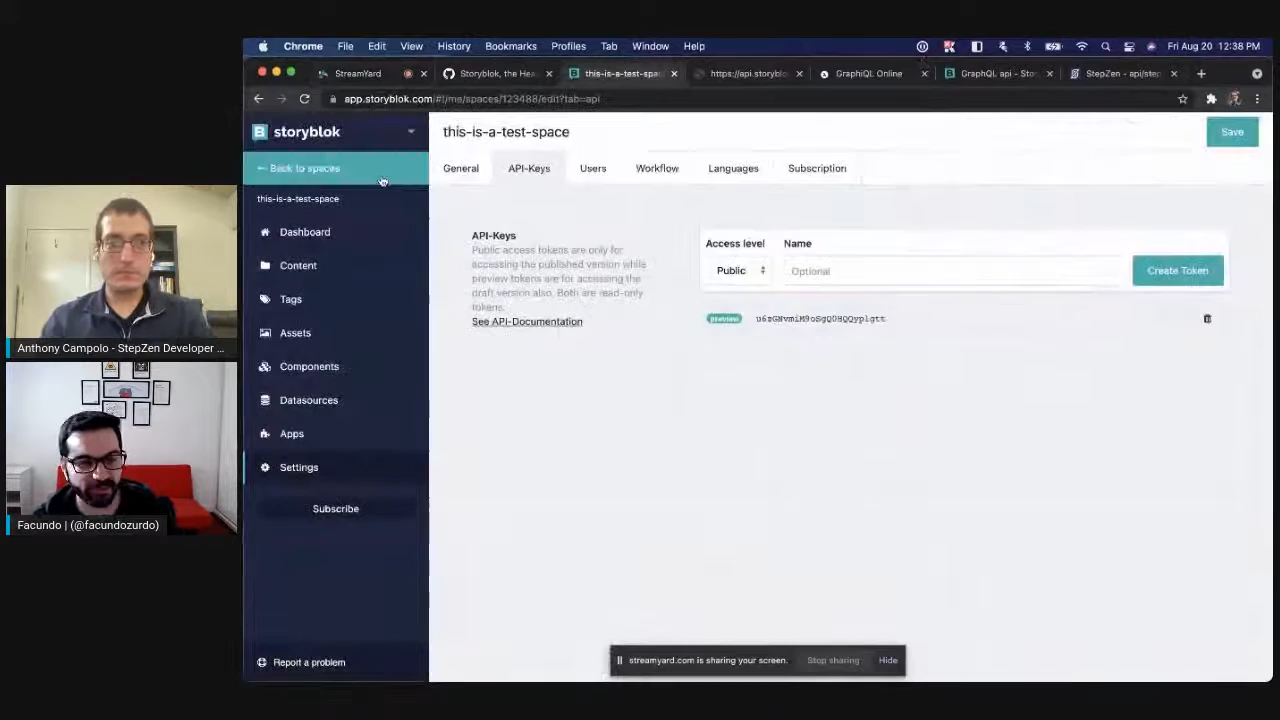 Chrome File Edit View History Bookmarks Profiles Tab Window Help Fri Aug 20 12:38 PM
StreamYard
Storyblok, the Hea
this-is-a-test-spac
https://api.storyblo
GraphiQL Online
GraphQL api - Sto
StepZen - api/step
app.storyblok.com/#!/me/spaces/123488/edit?tab=api
storyblok
this-is-a-test-space
Save
← Back to spaces
General API-Keys Users Workflow Languages Subscription
this-is-a-test-space
Dashboard
Content
Tags
Assets
Components
Datasources
Apps
Settings
Subscribe
Report a problem
API-Keys
Public access tokens are only for
accessing the published version while
preview tokens are for accessing the
draft version also. Both are read-only
tokens.
See API-Documentation
Access level Name
Public Optional Create Token
preview
Anthony Campolo - StepZen Developer ...
Facundo | (@facundozurdo)
streamyard.com is sharing your screen. Stop sharing Hide